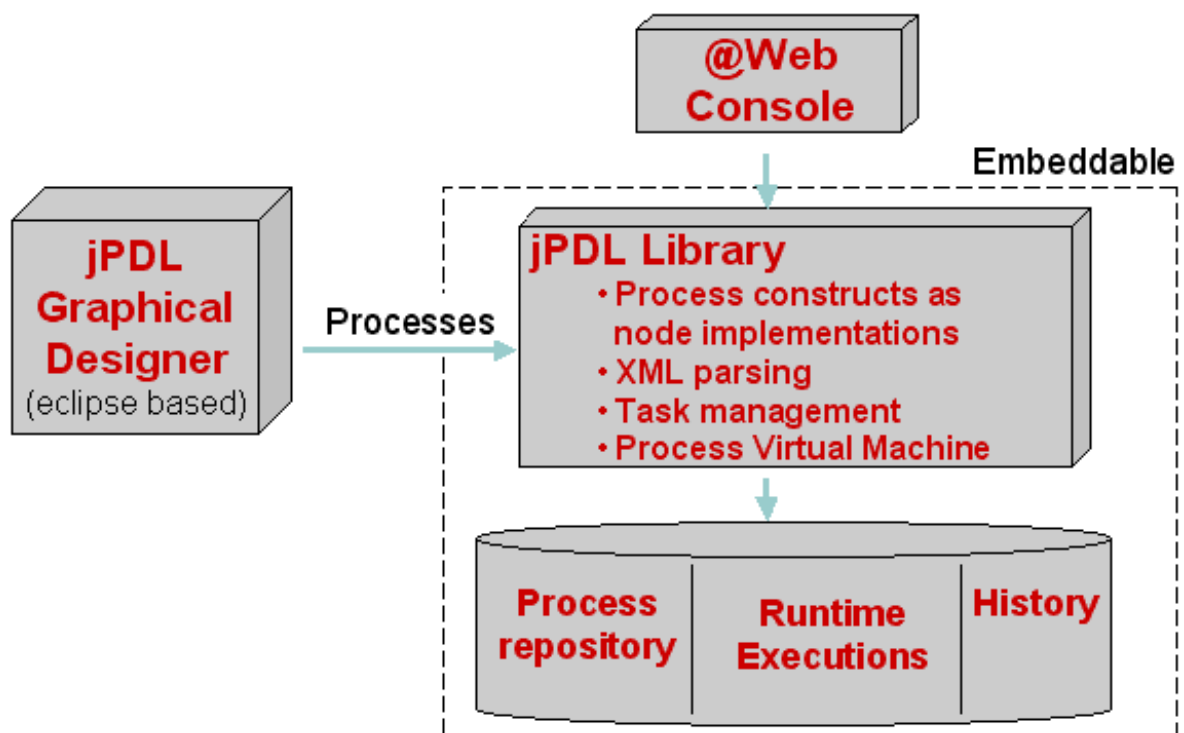 @Web
Console
Embeddable
jPDL
Graphical
Designer
(eclipse based)
Processes
jPDL Library
• Process constructs as
node implementations
• XML parsing
• Task management
• Process Virtual Machine
Process
repository
Runtime
Executions
History